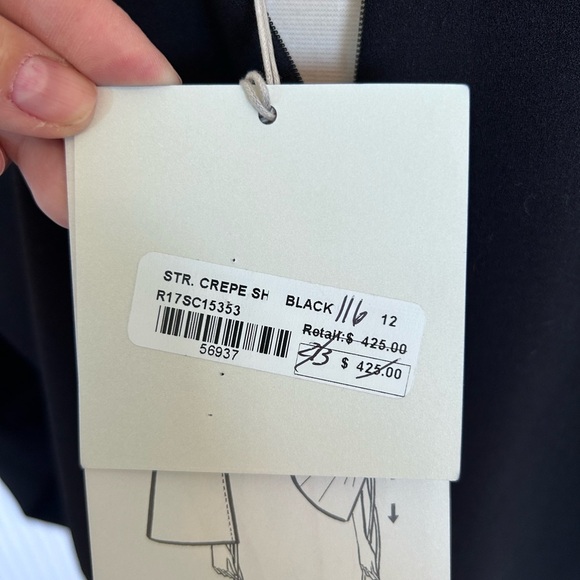 STR. CREPE SH BLACK 116 12
R17SC15353
Retail:$ 425.00
56937
213 $ 425.00